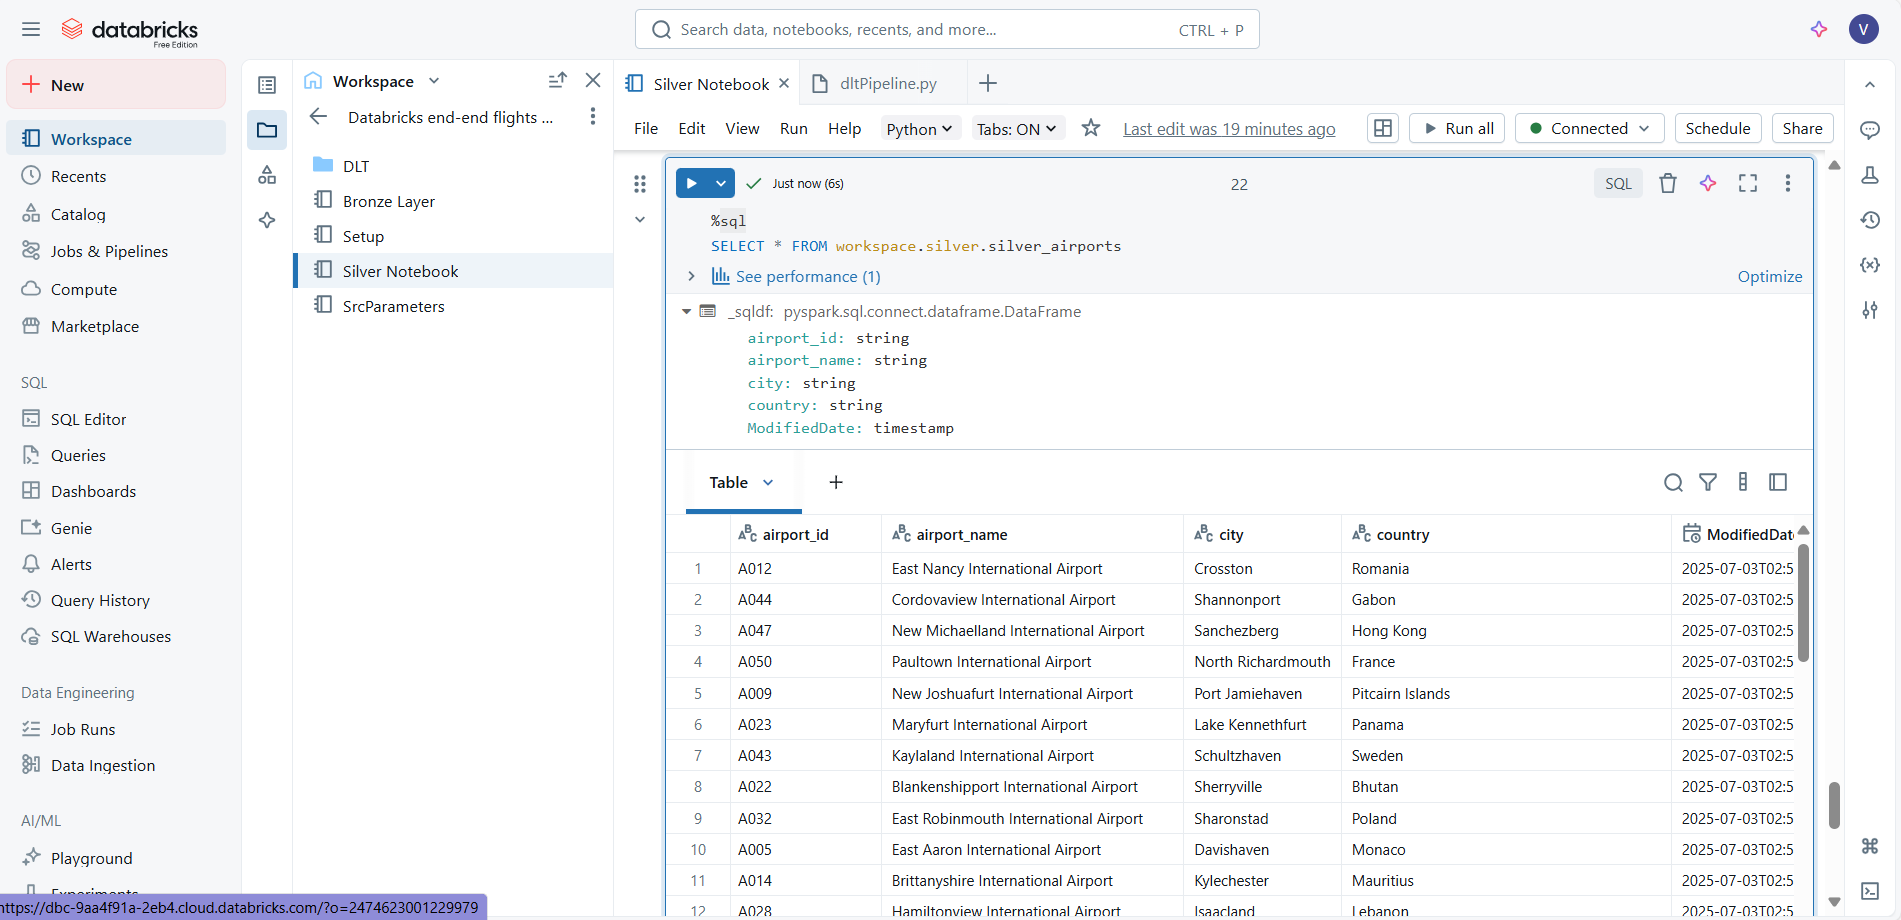 databricks
Free Edition
Search data, notebooks, recents, and more...
CTRL + P
V
New
Workspace
Recents
Catalog
Jobs & Pipelines
Compute
Marketplace
SQL
SQL Editor
Queries
Dashboards
Genie
Alerts
Query History
SQL Warehouses
Data Engineering
Job Runs
Data Ingestion
AI/ML
Playground
Experiments
https://dbc-9aa4f91a-2eb4.cloud.databricks.com/?o=2474623001229979
Workspace
Databricks end-end flights ...
DLT
Bronze Layer
Setup
Silver Notebook
SrcParameters
Silver Notebook
dltPipeline.py
File Edit View Run Help Python Tabs: ON Last edit was 19 minutes ago Run all Connected Schedule Share
Just now (6s)
22
SQL
%sql
SELECT * FROM workspace.silver.silver_airports
See performance (1)
Optimize
_sqldf: pyspark.sql.connect.dataframe.DataFrame
airport_id: string
airport_name: string
city: string
country: string
ModifiedDate: timestamp
Table
airport_id airport_name city country ModifiedDat
1 A012 East Nancy International Airport Crosston Romania 2025-07-03T02:5
2 A044 Cordovaview International Airport Shannonport Gabon 2025-07-03T02:5
3 A047 New Michaelland International Airport Sanchezberg Hong Kong 2025-07-03T02:5
4 A050 Paultown International Airport North Richardmouth France 2025-07-03T02:5
5 A009 New Joshuafurt International Airport Port Jamiehaven Pitcairn Islands 2025-07-03T02:5
6 A023 Maryfurt International Airport Lake Kennethfurt Panama 2025-07-03T02:5
7 A043 Kaylaland International Airport Schultzhaven Sweden 2025-07-03T02:5
8 A022 Blankenshipport International Airport Sherryville Bhutan 2025-07-03T02:5
9 A032 East Robinmouth International Airport Sharonstad Poland 2025-07-03T02:5
10 A005 East Aaron International Airport Davishaven Monaco 2025-07-03T02:5
11 A014 Brittanyshire International Airport Kylechester Mauritius 2025-07-03T02:5
12 A028 Hamiltonview International Airport Isaacland Lebanon 2025-07-03T02:5